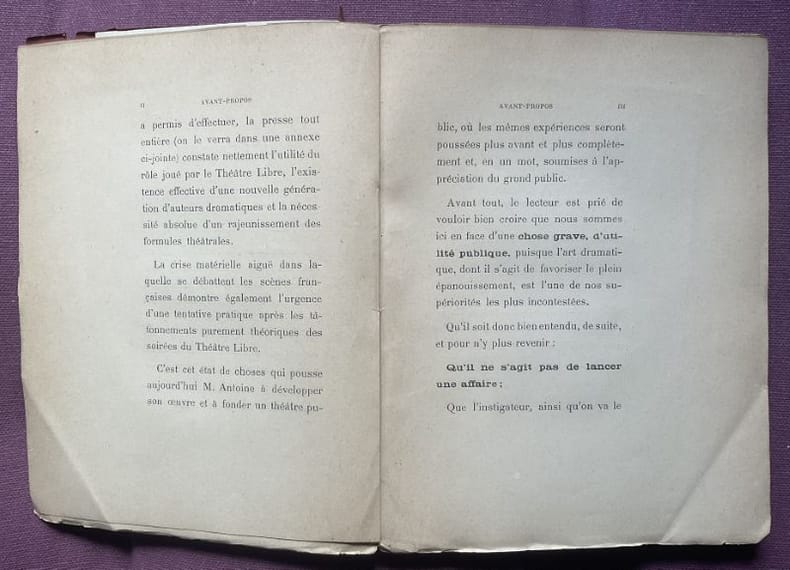 II AVANT-PROPOS
a permis d'effectuer, la presse tout
entière (on le verra dans une annexe
ci-jointe) constate nettement l'utilité du
rôle joué par le Théâtre Libre, l'exis-
tence effective d'une nouvelle généra-
tion d'auteurs dramatiques et la néces-
sité absolue d'un rajeunissement des
formules théâtrales.
La crise matérielle aiguë dans la-
quelle se débattent les scènes fran-
çaises démontre également l'urgence
d'une tentative pratique après les tâ-
tonnements purement théoriques des
soirées du Théâtre Libre.
C'est cet état de choses qui pousse
aujourd'hui M. Antoine à développer
son œuvre et à fonder un théâtre pu-
AVANT-PROPOS III
blic, où les mêmes expériences seront
poussées plus avant et plus complète-
ment et, en un mot, soumises à l'ap-
préciation du grand public.
Avant tout, le lecteur est prié de
vouloir bien croire que nous sommes
ici en face d'une chose grave, d'uti-
lité publique, puisque l'art dramati-
que, dont il s'agit de favoriser le plein
épanouissement, est l'une de nos su-
périorités les plus incontestées.
Qu'il soit donc bien entendu, de suite,
et pour n'y plus revenir :
Qu'il ne s'agit pas de lancer
une affaire ;
Que l'instigateur, ainsi qu'on va le